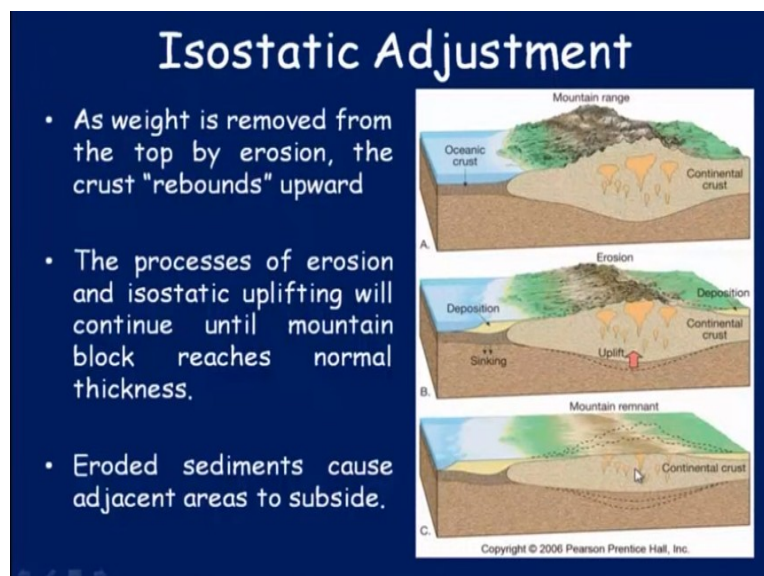 Isostatic Adjustment
• As weight is removed from
the top by erosion, the
crust “rebounds” upward
• The processes of erosion
and isostatic uplifting will
continue until mountain
block reaches normal
thickness.
• Eroded sediments cause
adjacent areas to subside.
Mountain range
Oceanic
crust
Continental
crust
A.
Erosion
Deposition
Deposition
Continental
crust
Sinking
Uplift
B.
Mountain remnant
Continental crust
C.
Copyright © 2006 Pearson Prentice Hall, Inc.